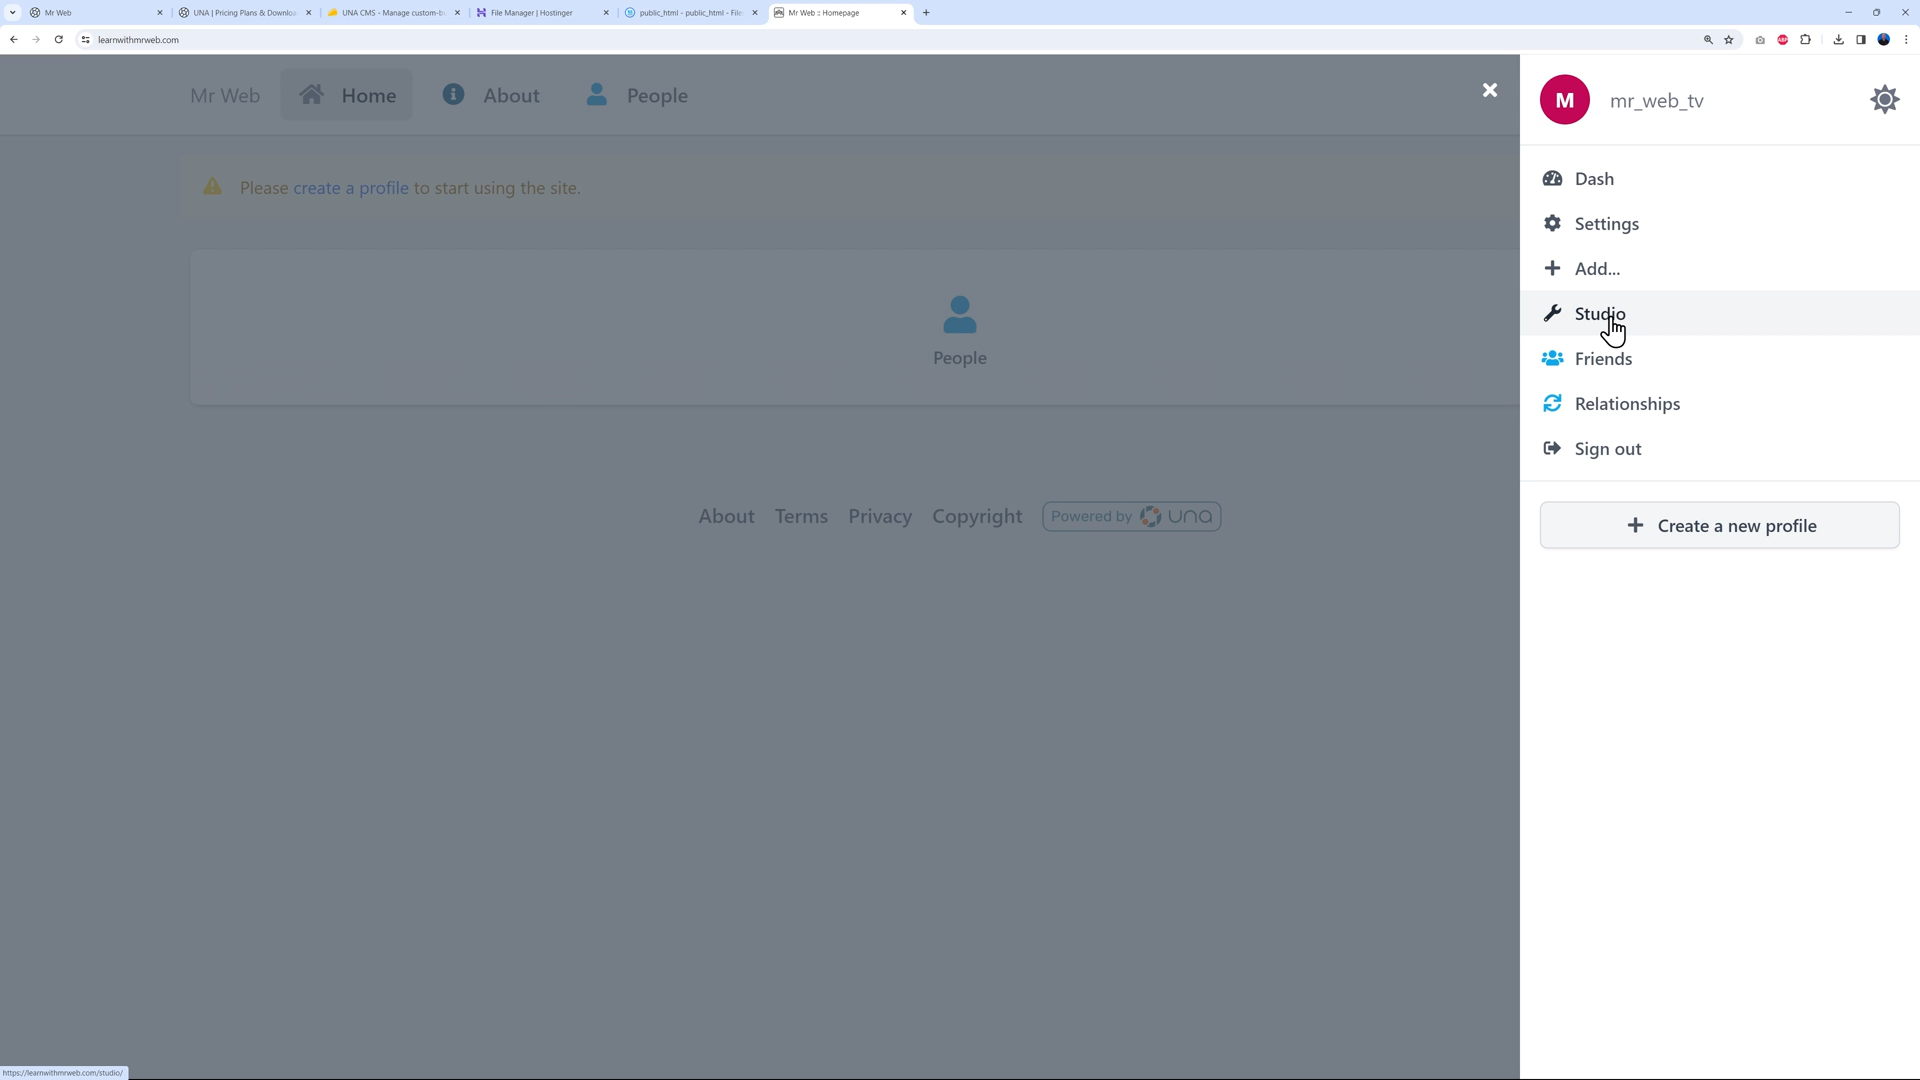 Mr Web
UNA | Pricing Plans & Downloa
UNA CMS - Manage custom-bu
File Manager | Hostinger
public_html - public_html - File
Mr Web :: Homepage
learnwithmrweb.com
ABP
Mr Web
Home
About
People
M
mr_web_tv
Please create a profile to start using the site.
People
Dash
Settings
Add...
Studio
Friends
Relationships
Sign out
Create a new profile
About Terms Privacy Copyright Powered by una
https://learnwithmrweb.com/studio/